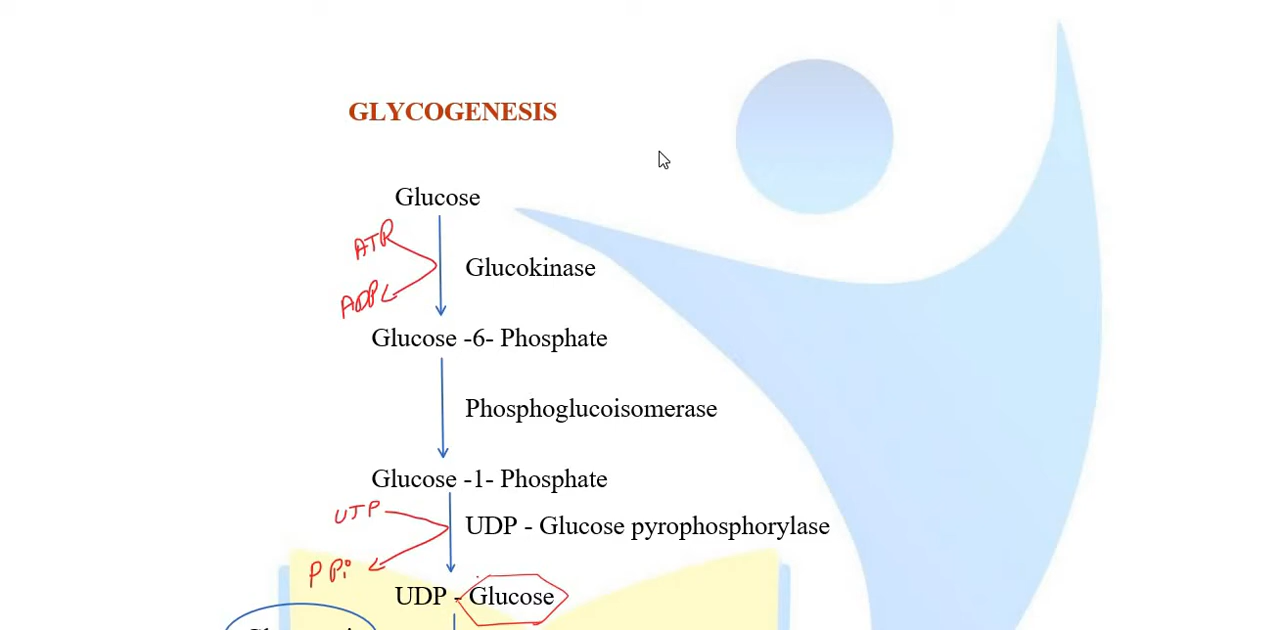 GLYCOGENESIS
Glucose
ATP
Glucokinase
ADP
Glucose -6- Phosphate
Phosphoglucoisomerase
Glucose -1- Phosphate
UTP
UDP - Glucose pyrophosphorylase
PPi
UDP - Glucose